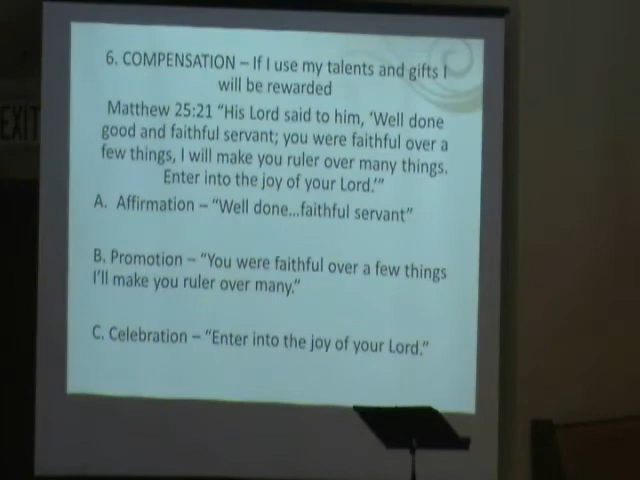 EXIT
6. COMPENSATION – If I use my talents and gifts I
will be rewarded
Matthew 25:21 “His Lord said to him, ‘Well done
good and faithful servant; you were faithful over a
few things, I will make you ruler over many things.
Enter into the joy of your Lord.’”
A. Affirmation – “Well done...faithful servant”
B. Promotion – “You were faithful over a few things
I’ll make you ruler over many.”
C. Celebration – “Enter into the joy of your Lord.”